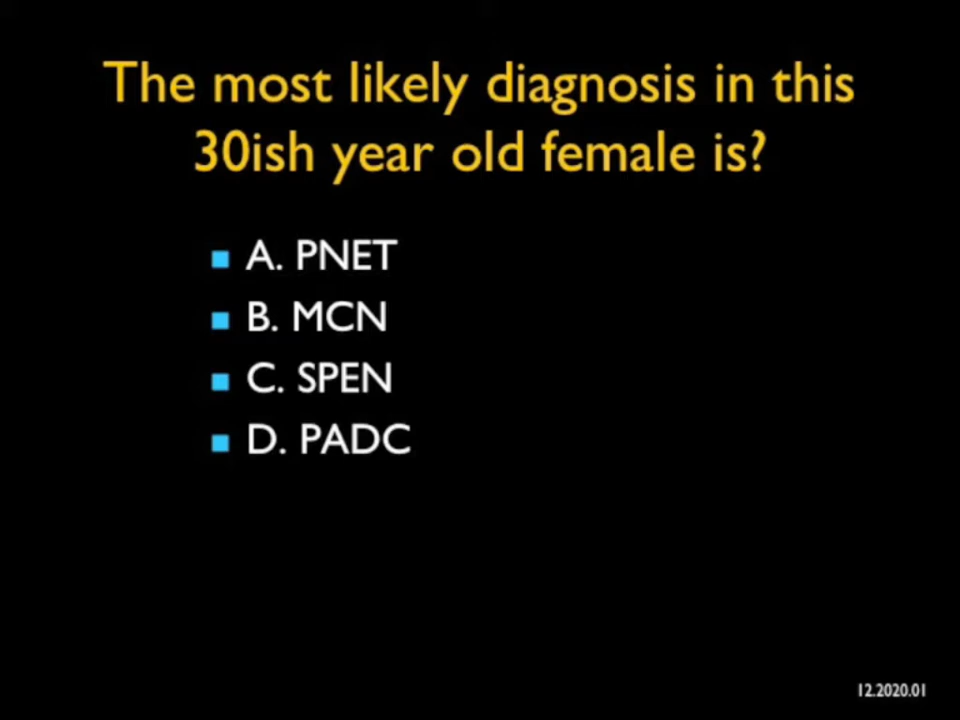 The most likely diagnosis in this
30ish year old female is?
A. PNET
B. MCN
C. SPEN
D. PADC
12.2020.01